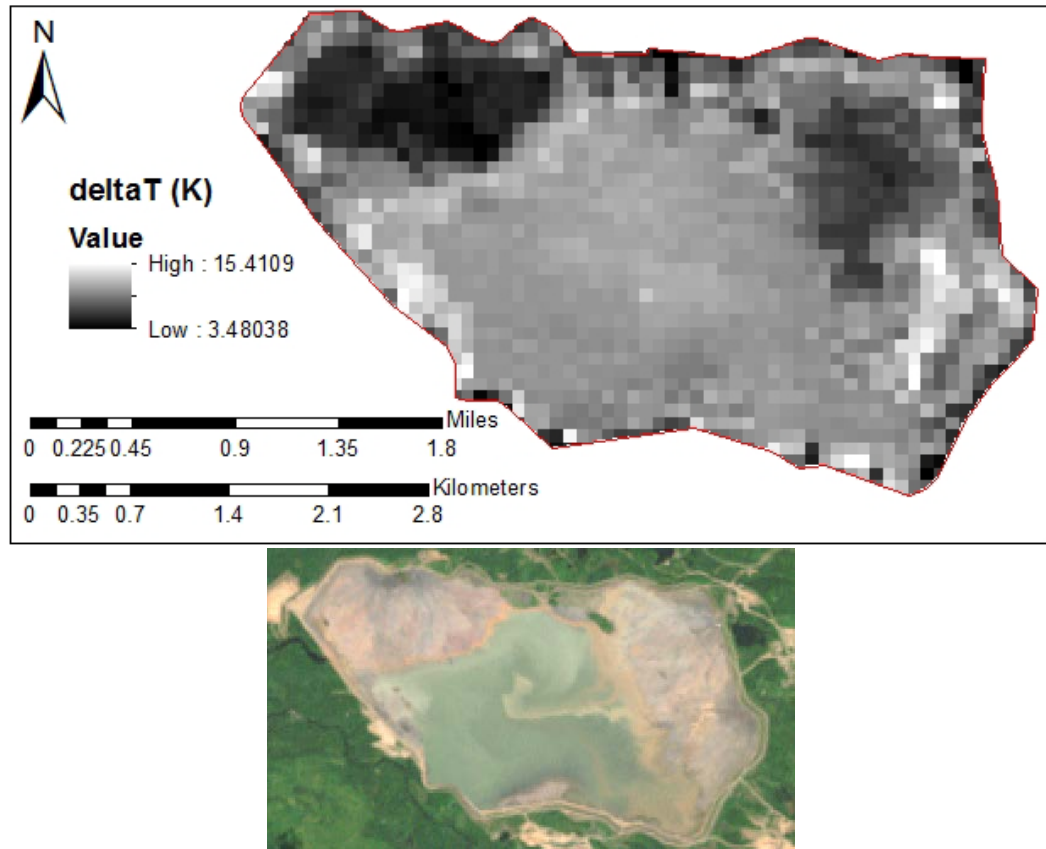 N
deltaT (K)
Value
High : 15.4109
Low : 3.48038
Miles
0 0.225 0.45 0.9 1.35 1.8
Kilometers
0 0.35 0.7 1.4 2.1 2.8